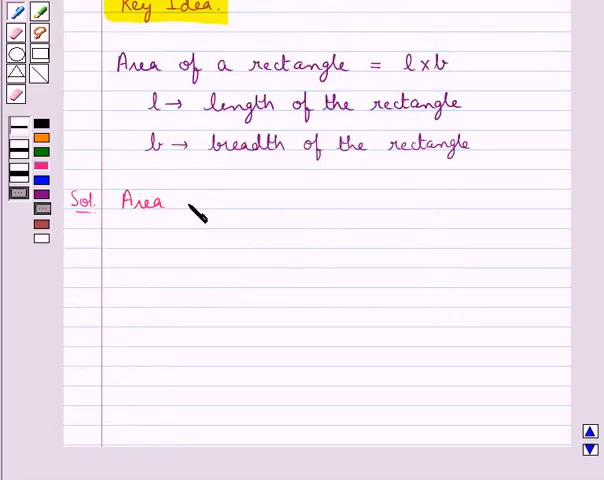 Key Idea.
Area of a rectangle = l×b
l → length of the rectangle
b → breadth of the rectangle
Sol. Area